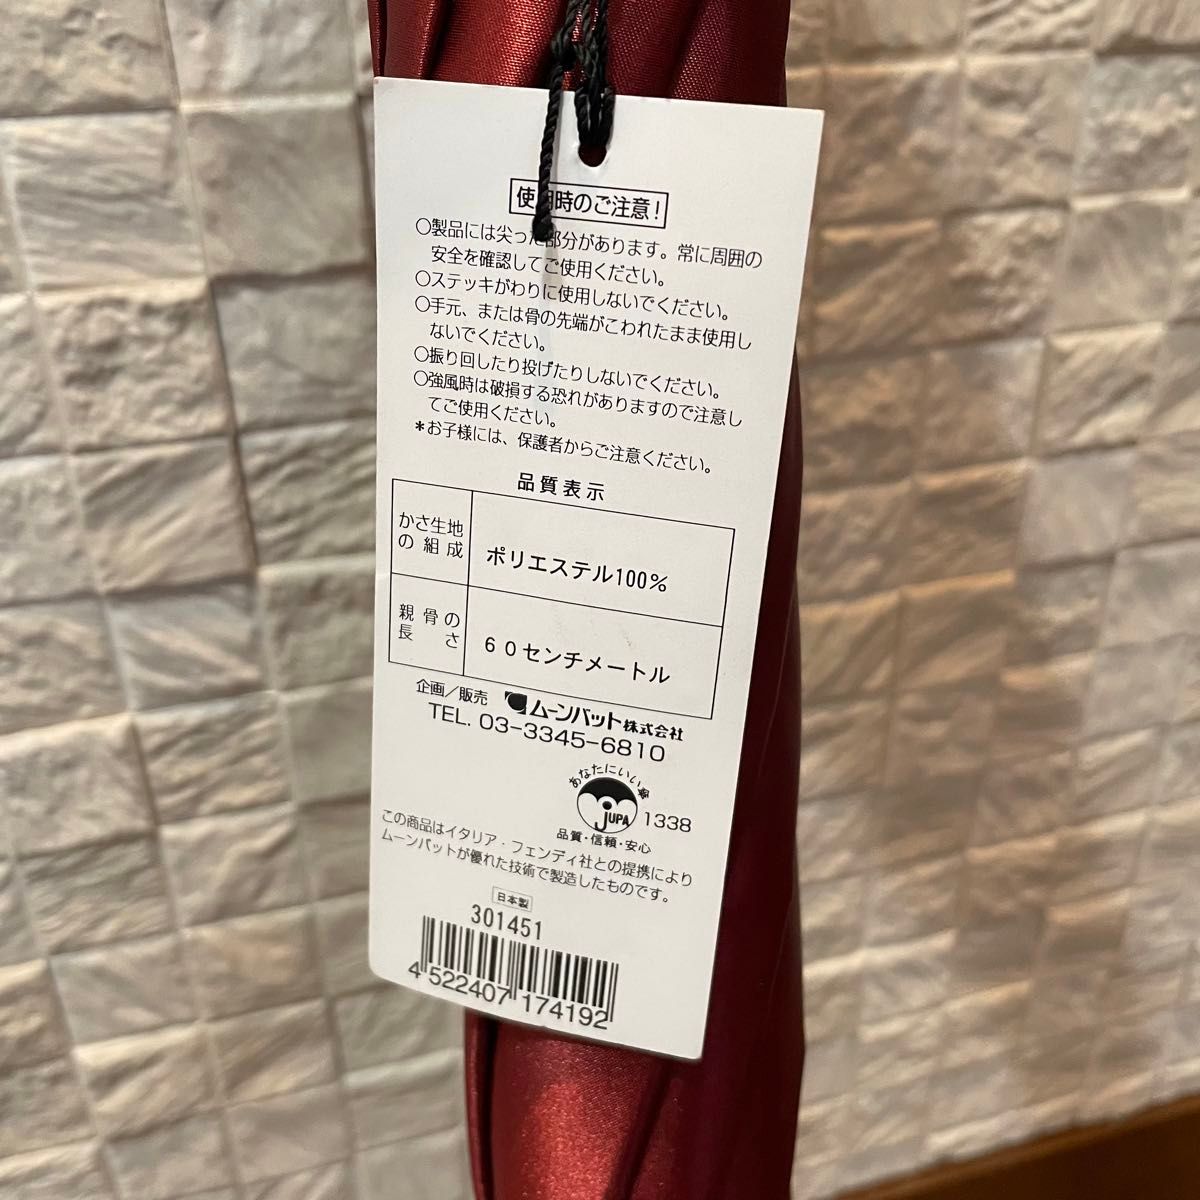 使用時のご注意!
○製品には尖った部分があります。常に周囲の
安全を確認してご使用ください。
○ステッキがわりに使用しないでください。
○手元、または骨の先端がこわれたまま使用し
ないでください。
○振り回したり投げたりしないでください。
○強風時は破損する恐れがありますので注意し
てご使用ください。
*お子様には、保護者からご注意ください。
品質表示
かさ生地
の組成
ポリエステル100%
親骨の
長さ
60センチメートル
企画/販売 ムーンバット株式会社
TEL. 03-3345-6810
あなたにいい傘
JUPA 1338
品質・信頼・安心
この商品はイタリア・フェンディ社との提携により
ムーンバットが優れた技術で製造したものです。
日本製
301451
4 522407 174192